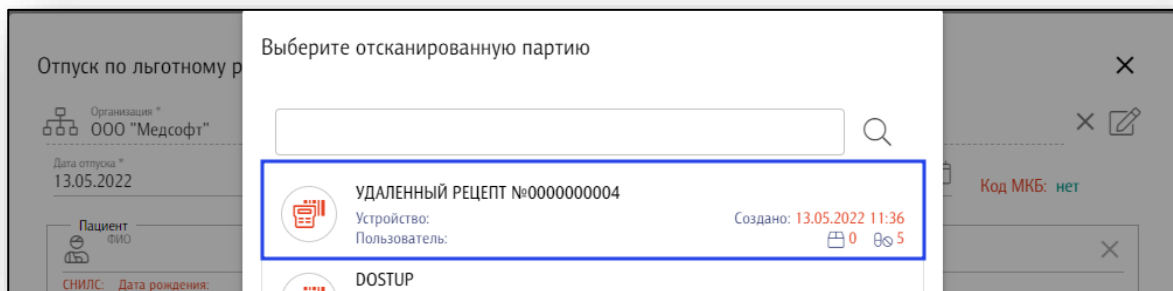 Выберите отсканированную партию
Отпуск по льготному р
Организация *
ООО "Медсофт"
Дата отпуска *
13.05.2022
Код МКБ: нет
УДАЛЕННЫЙ РЕЦЕПТ №0000000004
Устройство:
Создано: 13.05.2022 11:36
Пользователь:
0 5
Пациент
ФИО
СНИЛС: Дата рождения:
DOSTUP